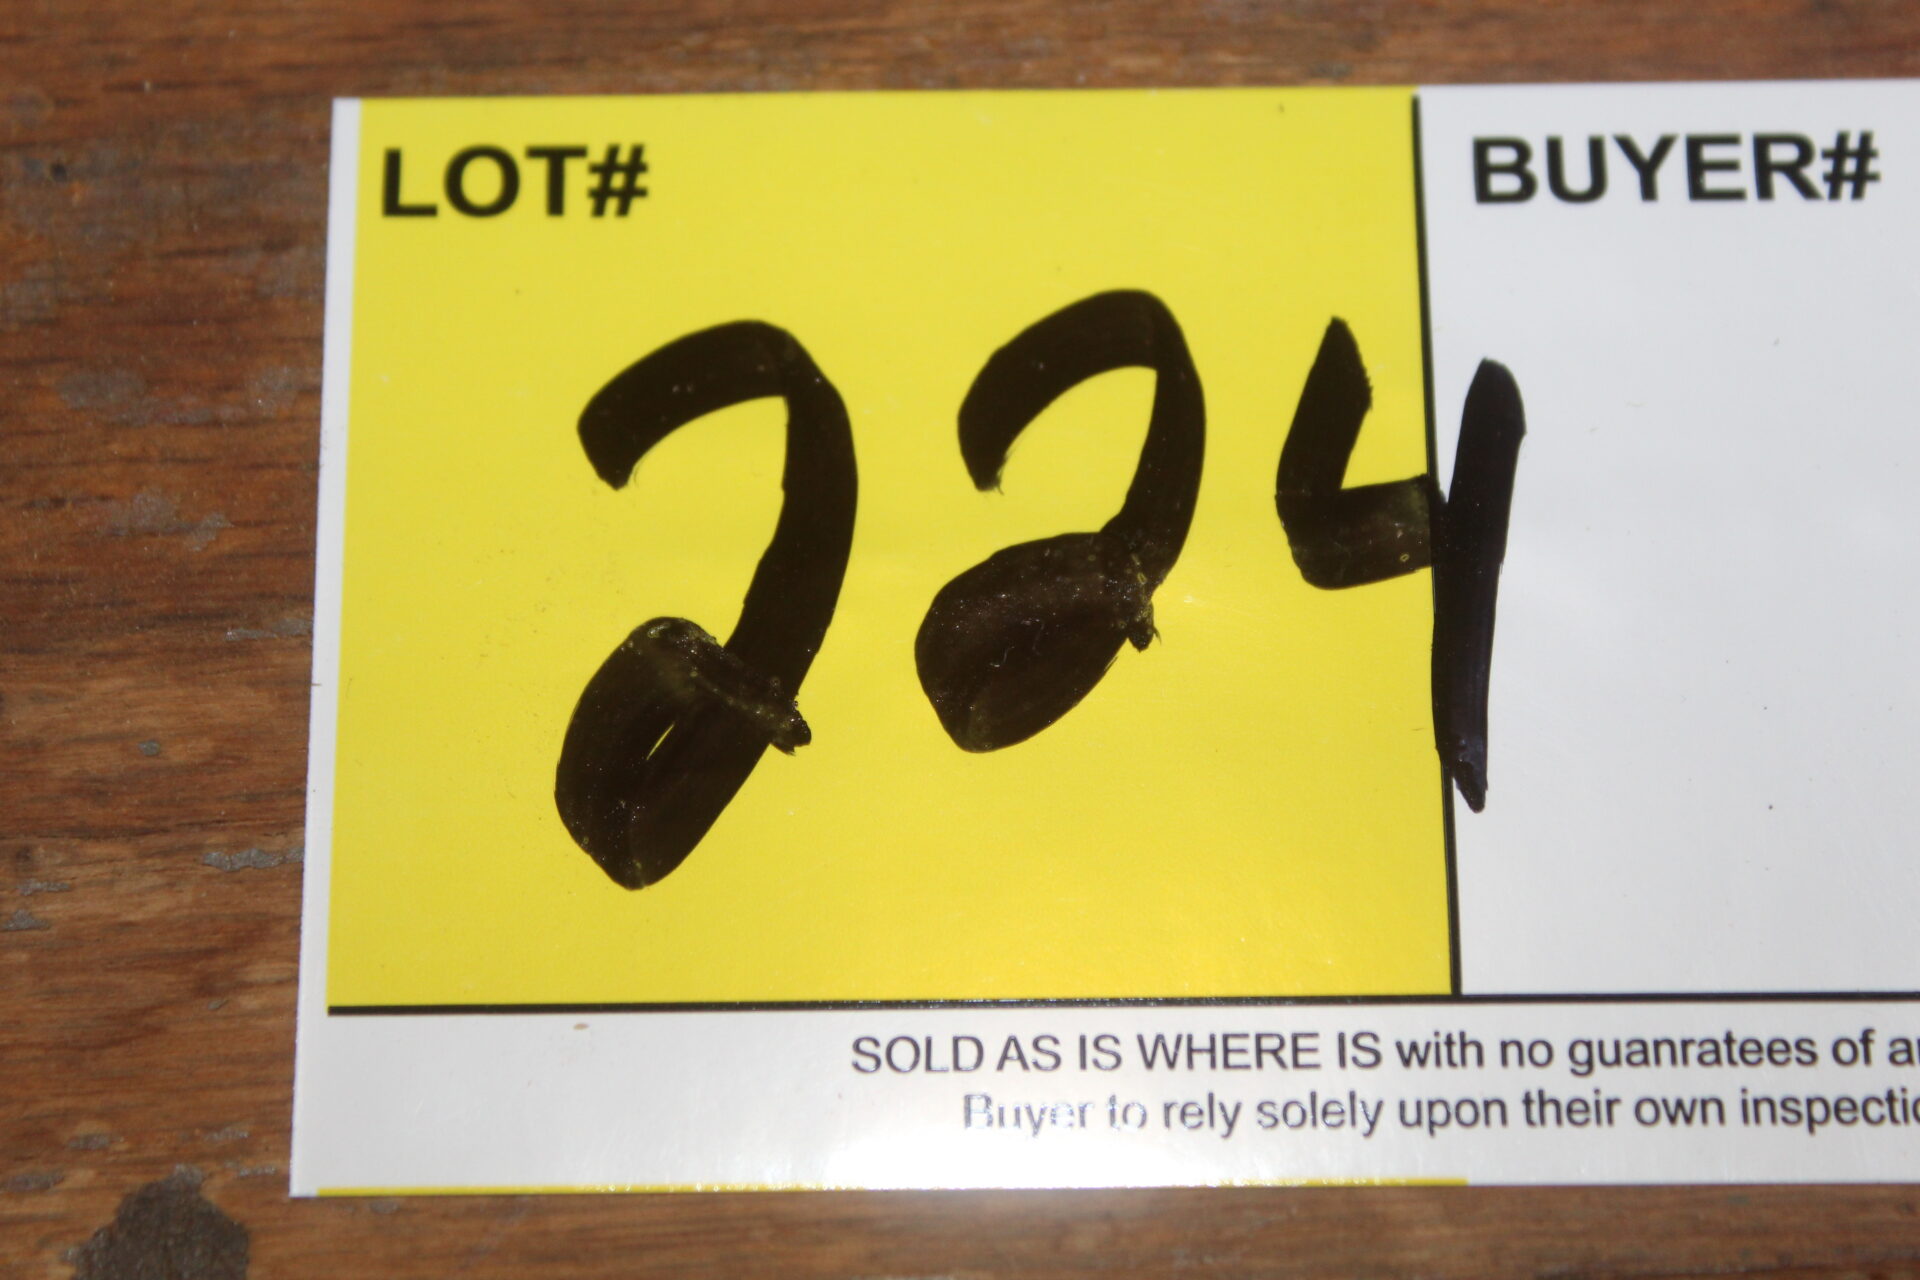 LOT# BUYER#
224
SOLD AS IS WHERE IS with no guanratees of
Buyer to rely solely upon their own